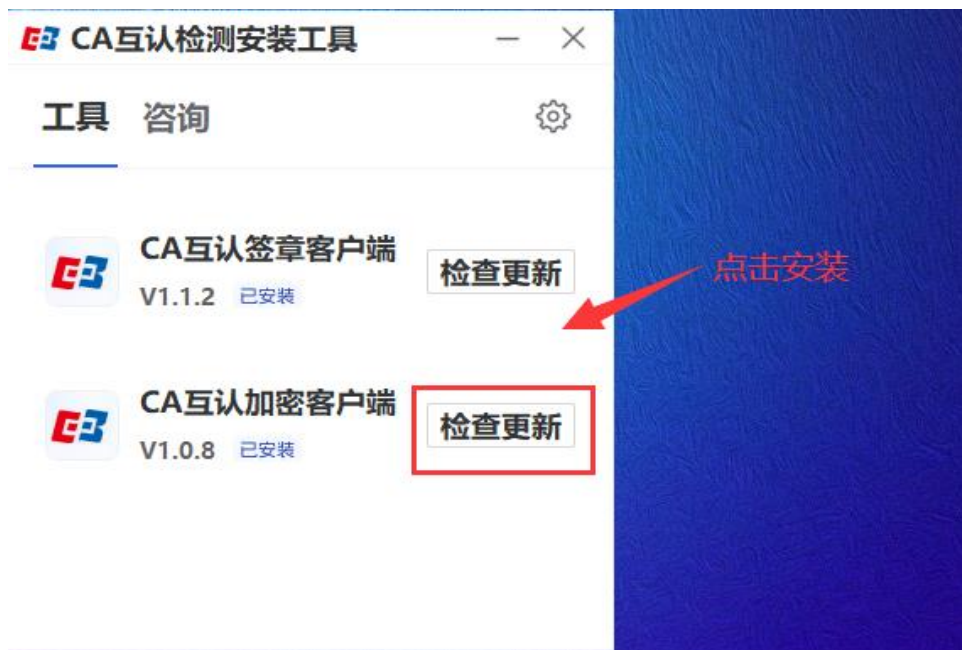 CA互认检测安装工具
工具 咨询
CA互认签章客户端
检查更新
V1.1.2 已安装
点击安装
CA互认加密客户端
检查更新
V1.0.8 已安装